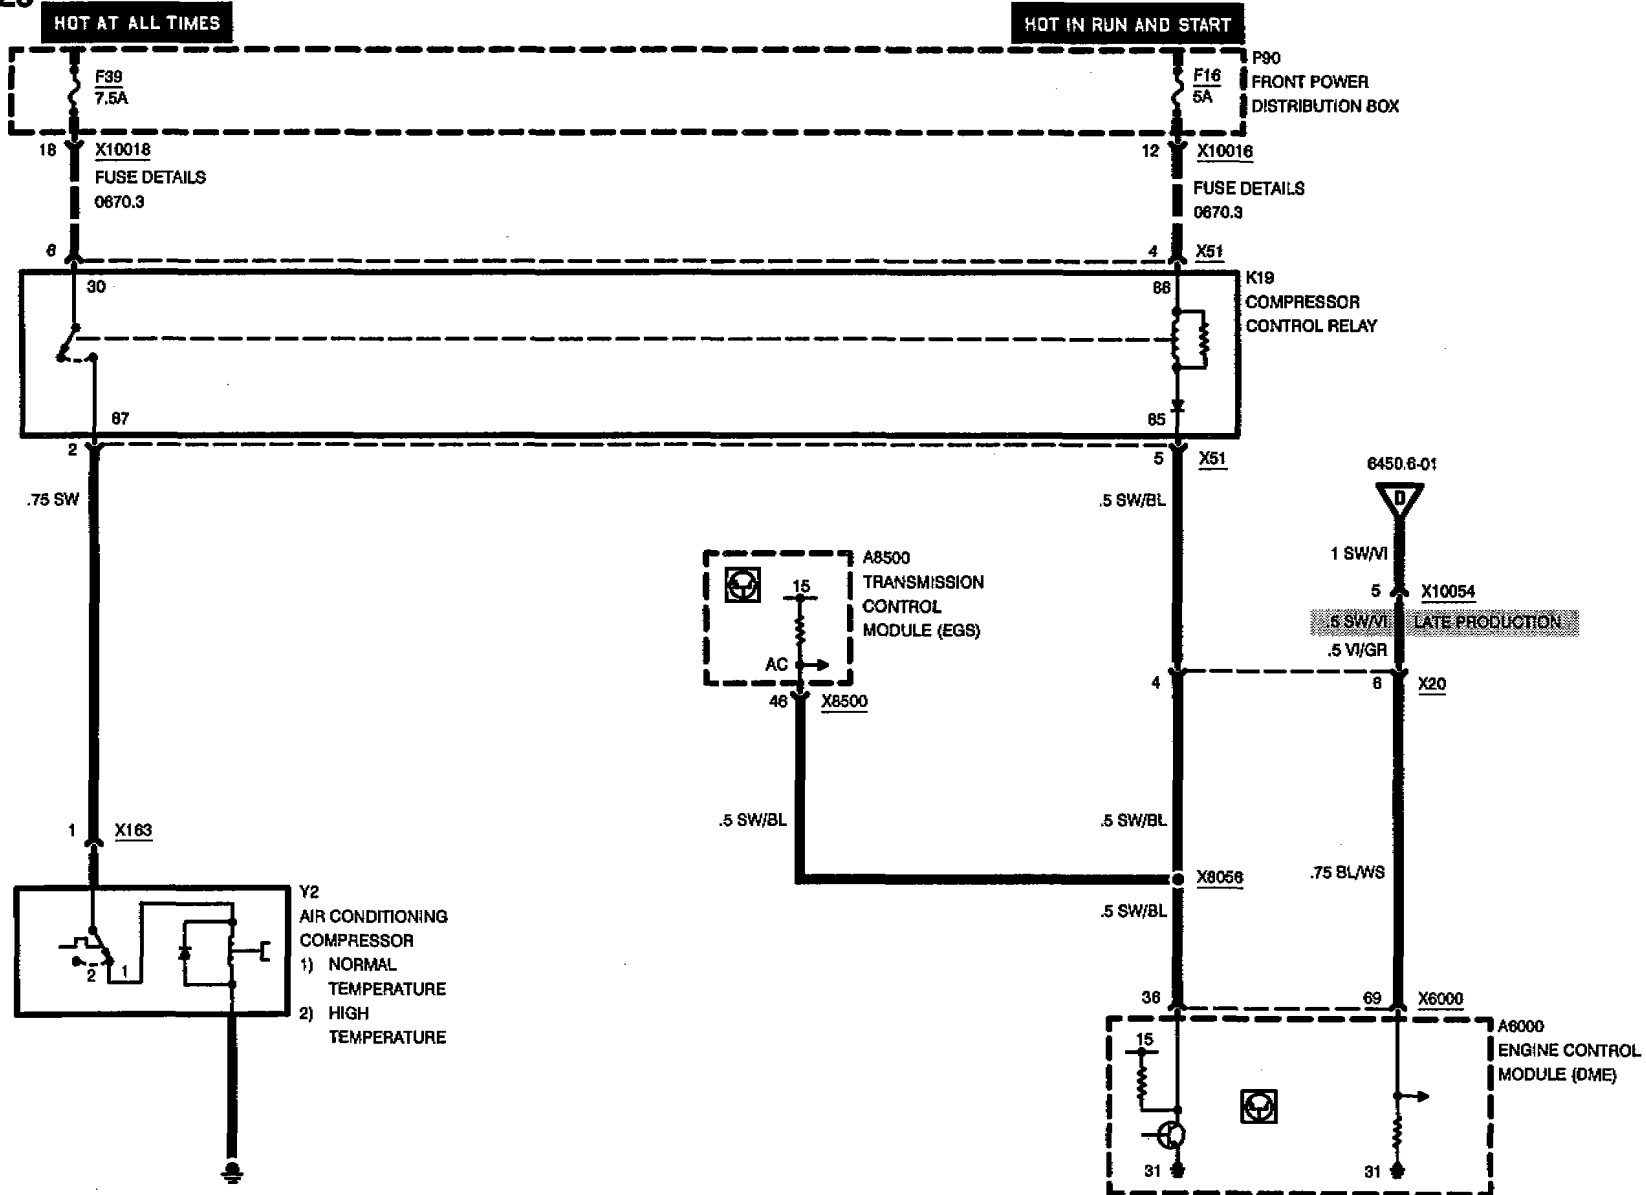 HOT AT ALL TIMES
HOT IN RUN AND START
F39
7.5A
F16
5A
P90
FRONT POWER
DISTRIBUTION BOX
18 X10018
FUSE DETAILS
0670.3
12 X10016
FUSE DETAILS
0670.3
6
4 X51
30
86
K19
COMPRESSOR
CONTROL RELAY
87
85
2
5 X51
.75 SW
.5 SW/BL
6450.6-01
D
1 SW/VI
5 X10054
.5 SW/VI LATE PRODUCTION
.5 VI/GR
A8500
TRANSMISSION
CONTROL
MODULE (EGS)
15
AC
46 X8500
4
6 X20
1 X163
.5 SW/BL
.5 SW/BL
X8056
.75 BL/WS
.5 SW/BL
Y2
AIR CONDITIONING
COMPRESSOR
1) NORMAL
TEMPERATURE
2) HIGH
TEMPERATURE
2 1
36
69 X6000
A6000
ENGINE CONTROL
MODULE (DME)
15
31
31